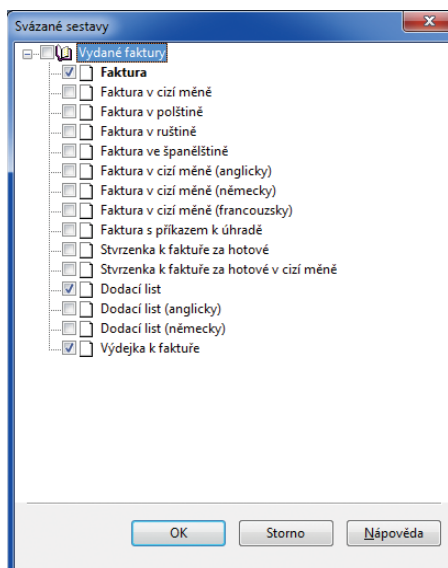 Svázané sestavy
Vydané faktury
Faktura
Faktura v cizí měně
Faktura v polštině
Faktura v ruštině
Faktura ve španělštině
Faktura v cizí měně (anglicky)
Faktura v cizí měně (německy)
Faktura v cizí měně (francouzsky)
Faktura s příkazem k úhradě
Stvrzenka k faktuře za hotové
Stvrzenka k faktuře za hotové v cizí měně
Dodací list
Dodací list (anglicky)
Dodací list (německy)
Výdejka k faktuře
OK Storno Nápověda